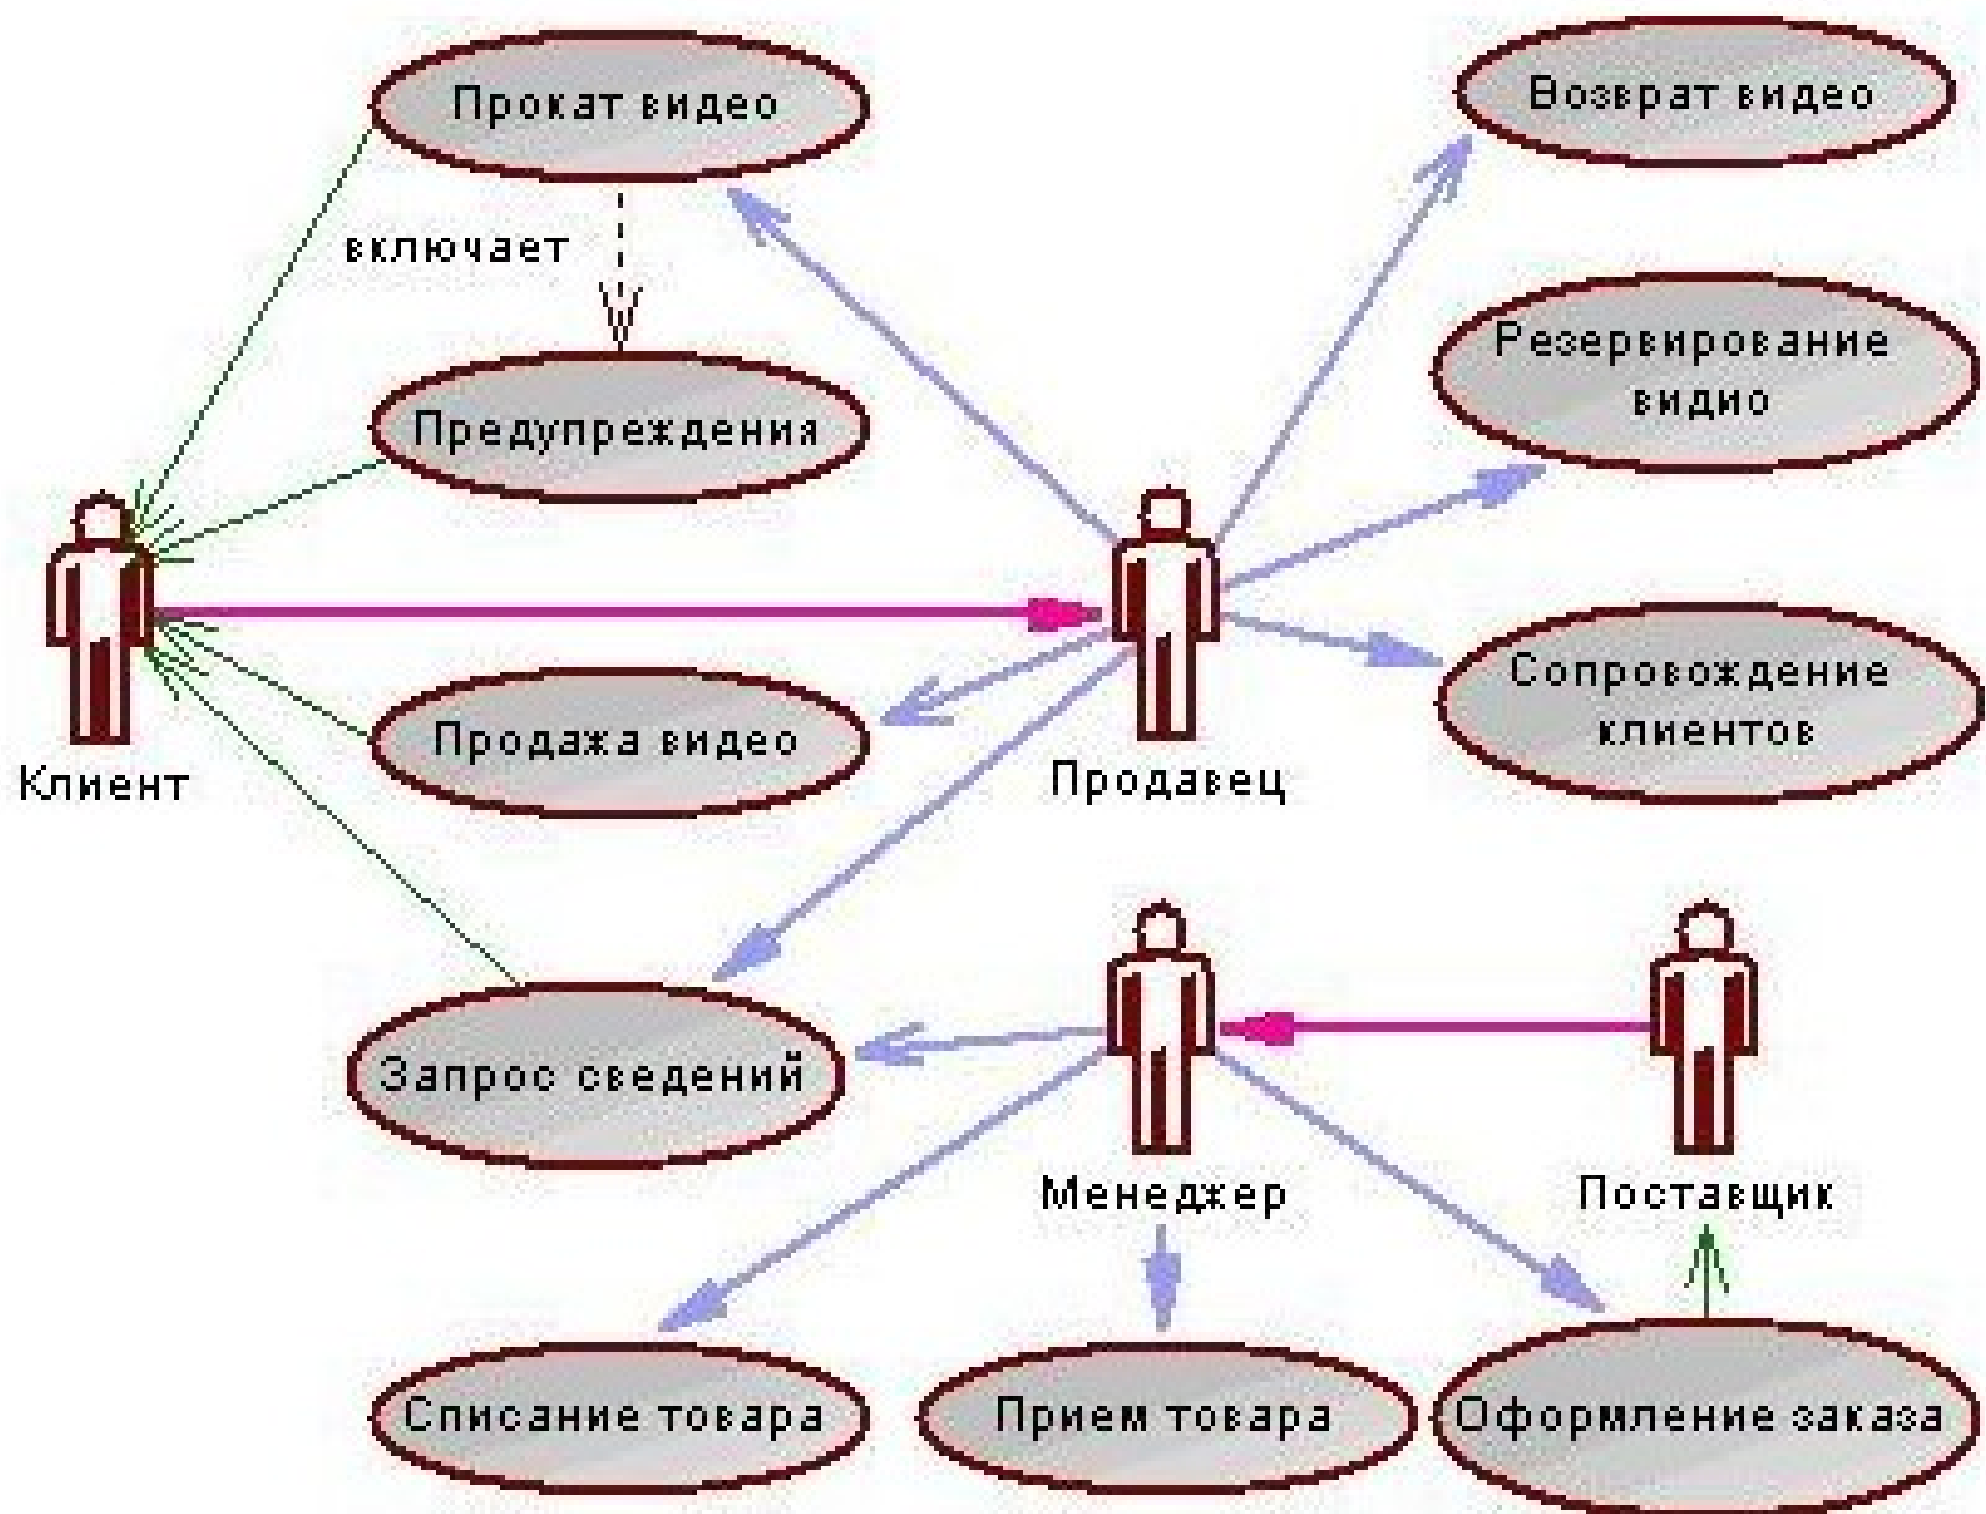 Прокат видео
Возврат видео
включает
Резервирование
видио
Предупреждения
Сопровождение
клиентов
Продажа видео
Клиент
Продавец
Запрос сведений
Менеджер
Поставщик
Списание товара
Прием товара
Оформление заказа